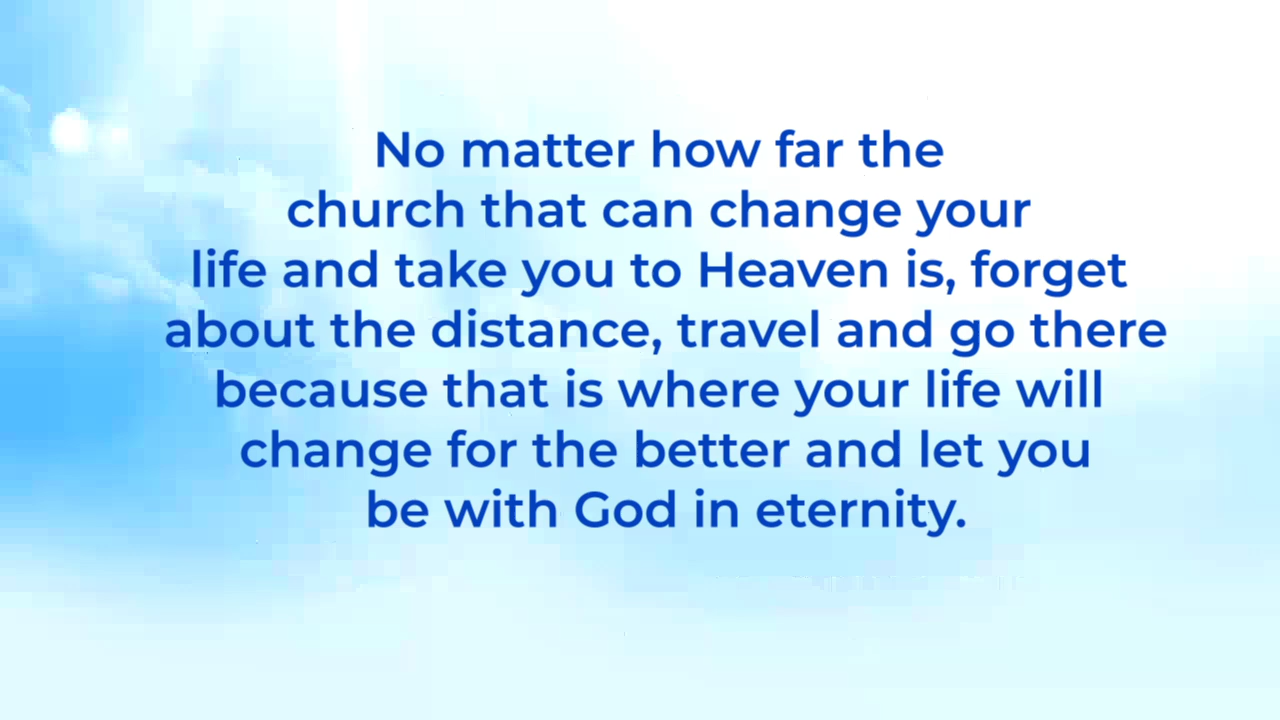 No matter how far the
church that can change your
life and take you to Heaven is, forget
about the distance, travel and go there
because that is where your life will
change for the better and let you
be with God in eternity.